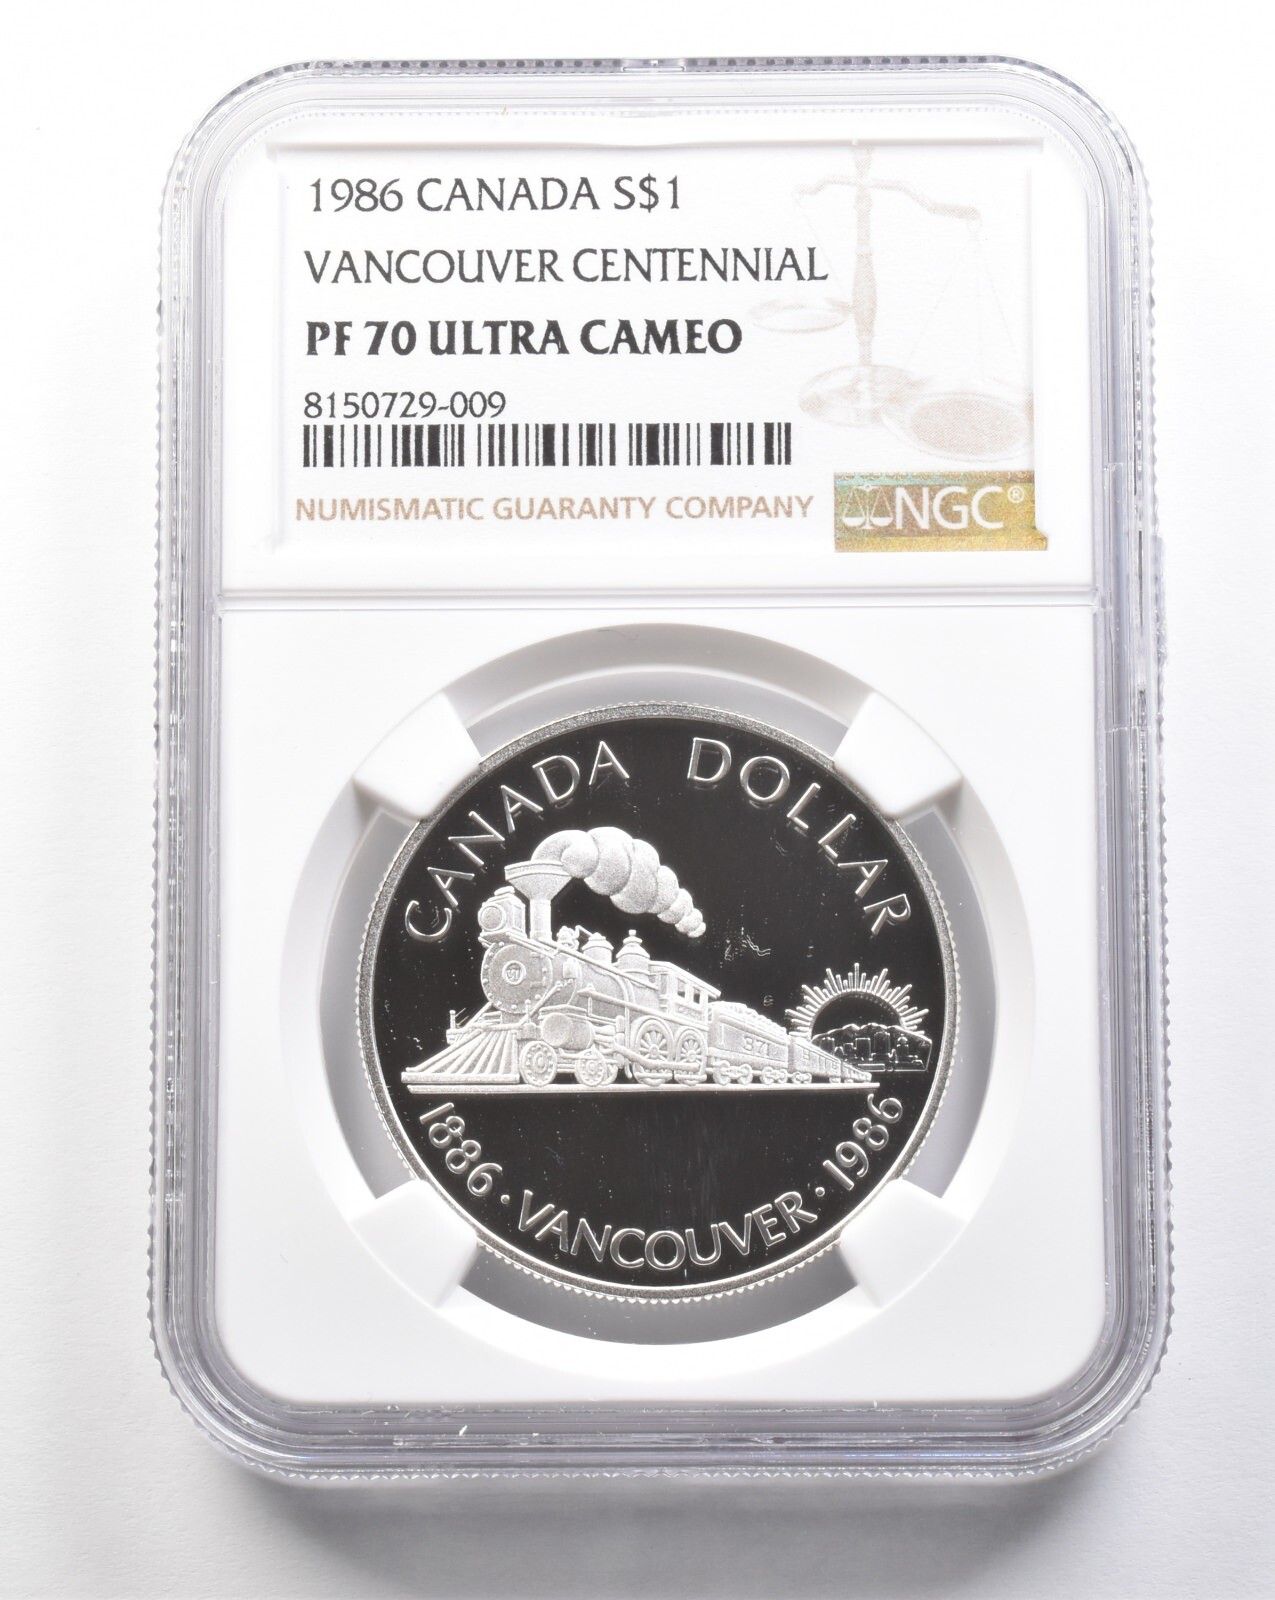 1986 CANADA S$1
VANCOUVER CENTENNIAL
PF 70 ULTRA CAMEO
8150729-009
NUMISMATIC GUARANTY COMPANY
NGC®
CANADA DOLLAR
371
1886 · VANCOUVER · 1986